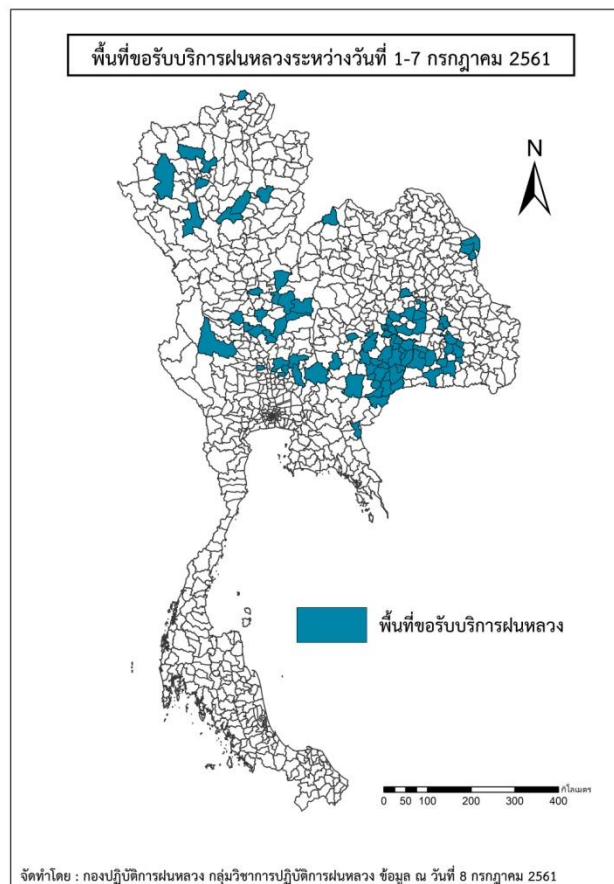 พื้นที่ขอรับบริการฝนหลวงระหว่างวันที่ 1-7 กรกฎาคม 2561
N
พื้นที่ขอรับบริการฝนหลวง
กิโลเมตร
0 50 100 200 300 400
จัดทำโดย : กองปฏิบัติการฝนหลวง กลุ่มวิชาการปฏิบัติการฝนหลวง ข้อมูล ณ วันที่ 8 กรกฎาคม 2561